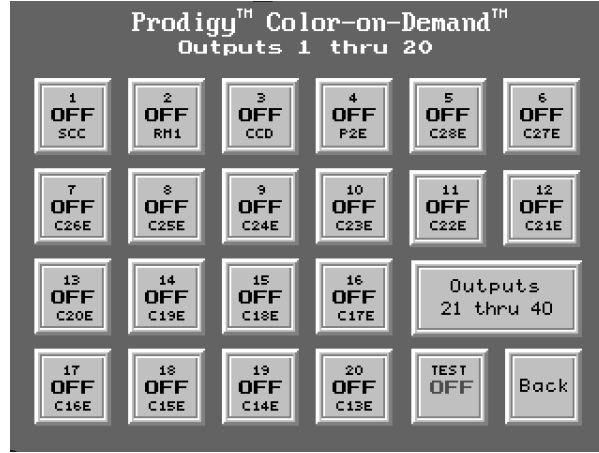 Prodigy™ Color-on-Demand™
Outputs 1 thru 20
1 2 3 4 5 6
OFF OFF OFF OFF OFF OFF
SCC RM1 CCD P2E C28E C27E
7 8 9 10 11 12
OFF OFF OFF OFF OFF OFF
C26E C25E C24E C23E C22E C21E
13 14 15 16
OFF OFF OFF OFF
C20E C19E C18E C17E
Outputs
21 thru 40
17 18 19 20 TEST
OFF OFF OFF OFF OFF
C16E C15E C14E C13E
Back